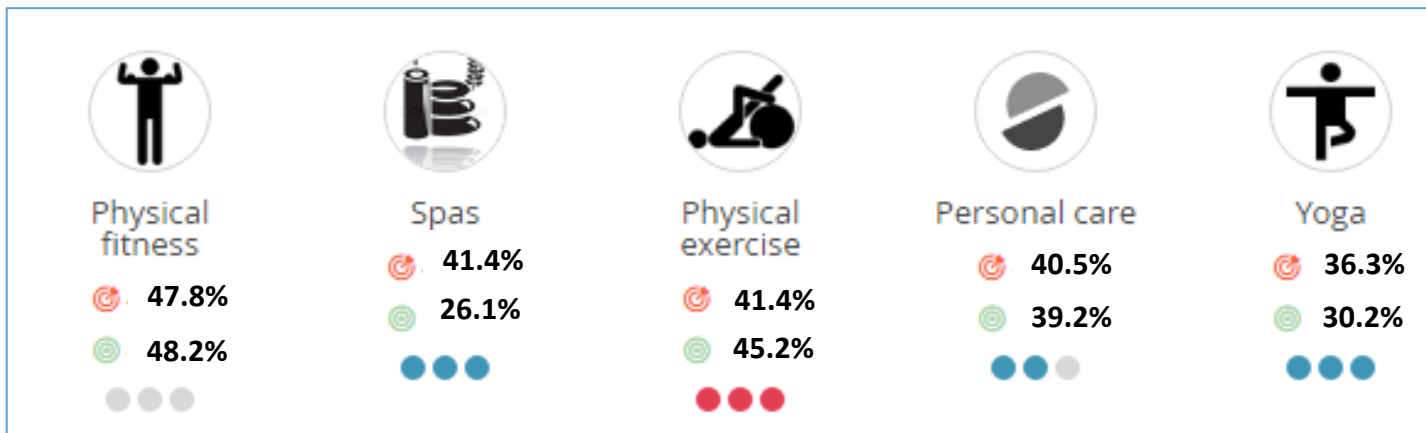 Physical
fitness
47.8%
48.2%
Spas
41.4%
26.1%
Physical
exercise
41.4%
45.2%
Personal care
40.5%
39.2%
Yoga
36.3%
30.2%